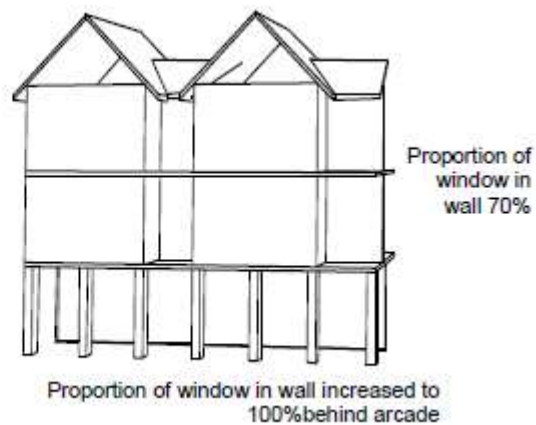 Proportion of
window in
wall 70%
Proportion of window in wall increased to
100%behind arcade